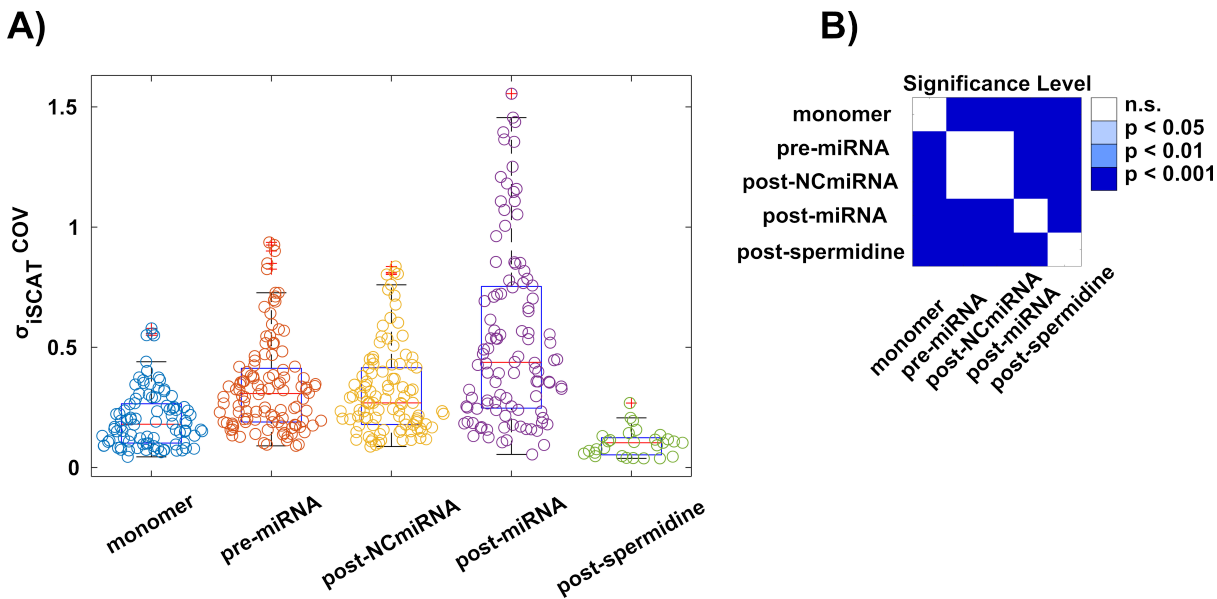 A)
σiSCAT COV
1.5
1
0.5
0
monomer
pre-miRNA
post-NCmiRNA
post-miRNA
post-spermidine
B)
Significance Level
monomer
pre-miRNA
post-NCmiRNA
post-miRNA
post-spermidine
n.s.
p < 0.05
p < 0.01
p < 0.001
monomer
pre-miRNA
post-NCmiRNA
post-miRNA
post-spermidine